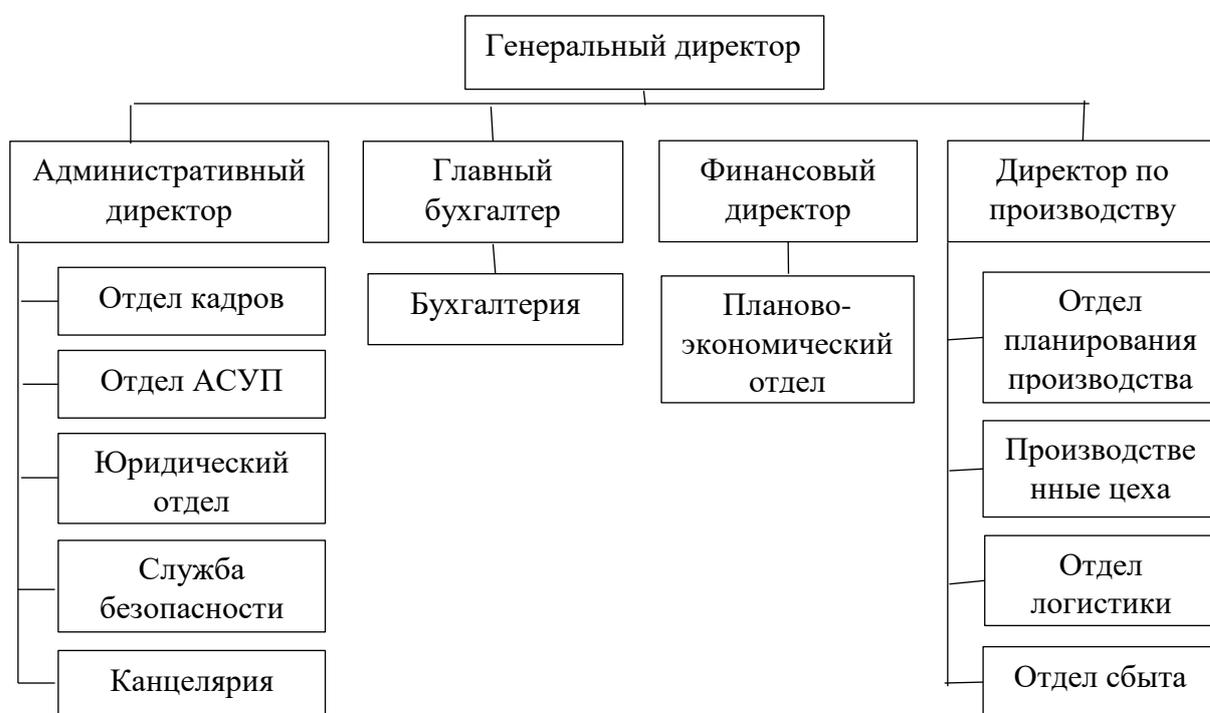 Генеральный директор
Административный
директор
Главный
бухгалтер
Финансовый
директор
Директор по
производству
Отдел кадров
Отдел АСУП
Юридический
отдел
Служба
безопасности
Канцелярия
Бухгалтерия
Планово-
экономический
отдел
Отдел
планирования
производства
Производстве
нные цеха
Отдел
логистики
Отдел сбыта